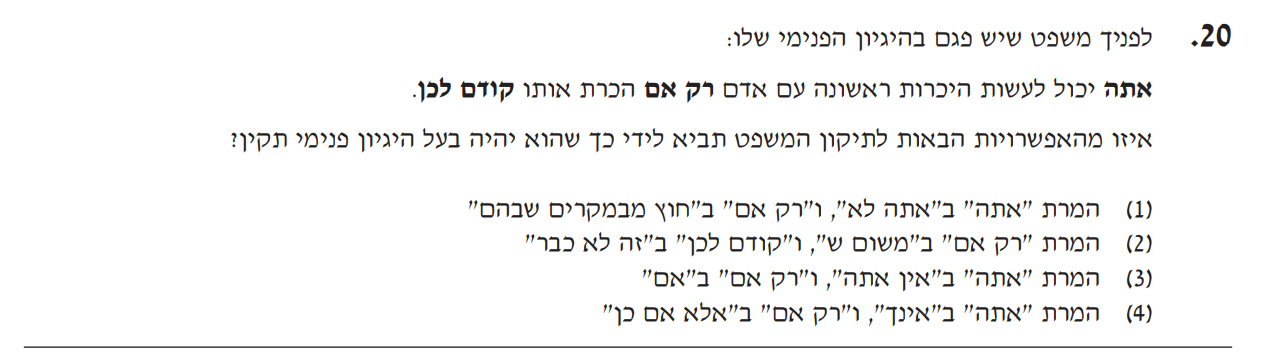 20. לפניך משפט שיש פגם בהיגיון הפנימי שלו:
אתה יכול לעשות היכרות ראשונה עם אדם רק אם הכרת אותו קודם לכן.
איזו מהאפשרויות הבאות לתיקון המשפט תביא לידי כך שהוא יהיה בעל היגיון פנימי תקין?
(1) המרת "אתה" ב"אתה לא", ו"רק אם" ב"חוץ מבמקרים שבהם"
(2) המרת "רק אם" ב"משום ש", ו"קודם לכן" ב"זה לא כבר"
(3) המרת "אתה" ב"אין אתה", ו"רק אם" ב"אם"
(4) המרת "אתה" ב"אינך", ו"רק אם" ב"אלא אם כן"